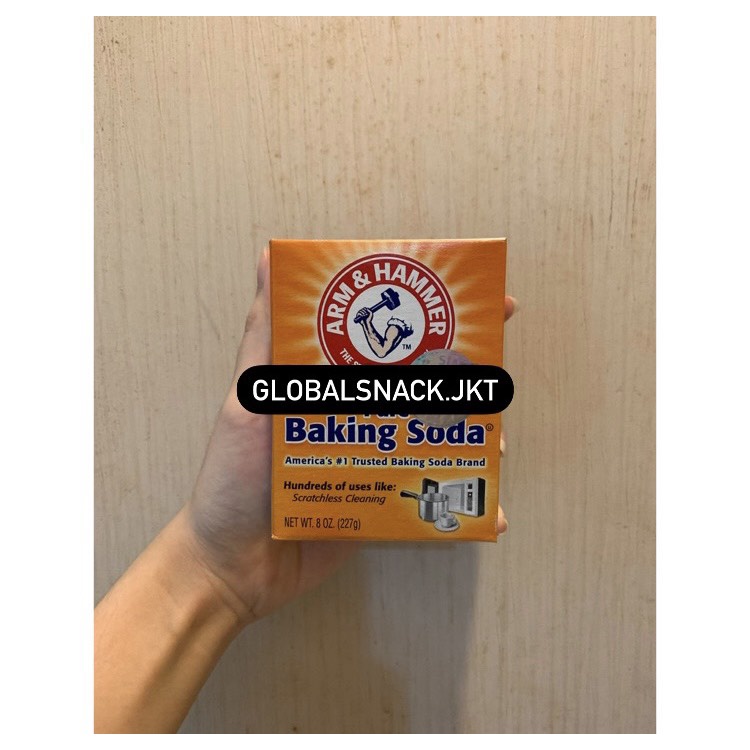 ARM & HAMMER
TM
GLOBALSNACK.JKT
Baking Soda®
America's #1 Trusted Baking Soda Brand
Hundreds of uses like:
Scratchless Cleaning
NET WT. 8 OZ. (227g)